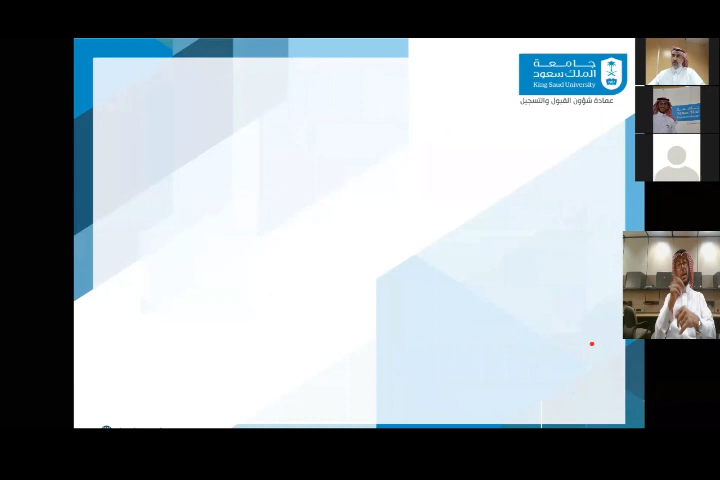 جامعة
الملك سعود
King Saud University
عمادة شؤون القبول والتسجيل